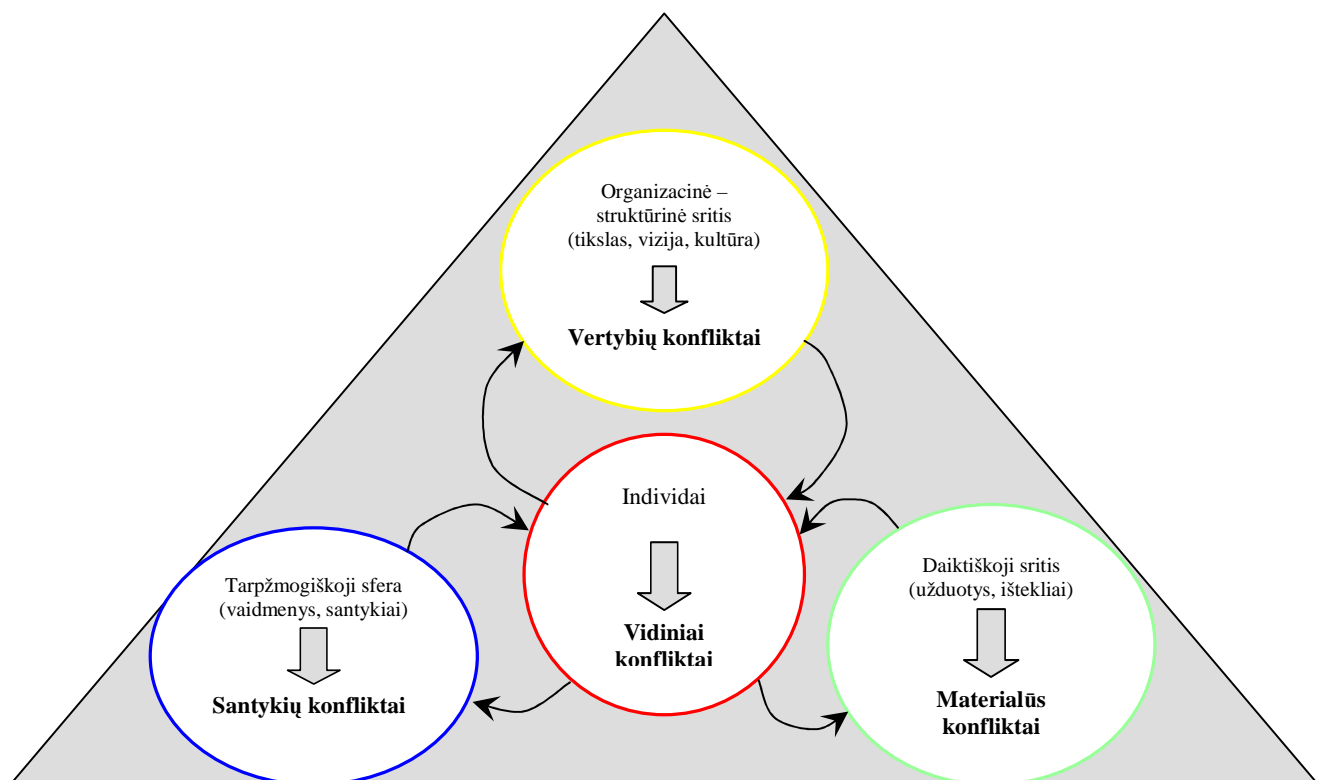 Organizacinė –
struktūrinė sritis
(tikslas, vizija, kultūra)
Vertybių konfliktai
Individai
Vidiniai
konfliktai
Tarpžmogiškoji sfera
(vaidmenys, santykiai)
Santykių konfliktai
Daiktiškoji sritis
(užduotys, ištekliai)
Materialūs
konfliktai